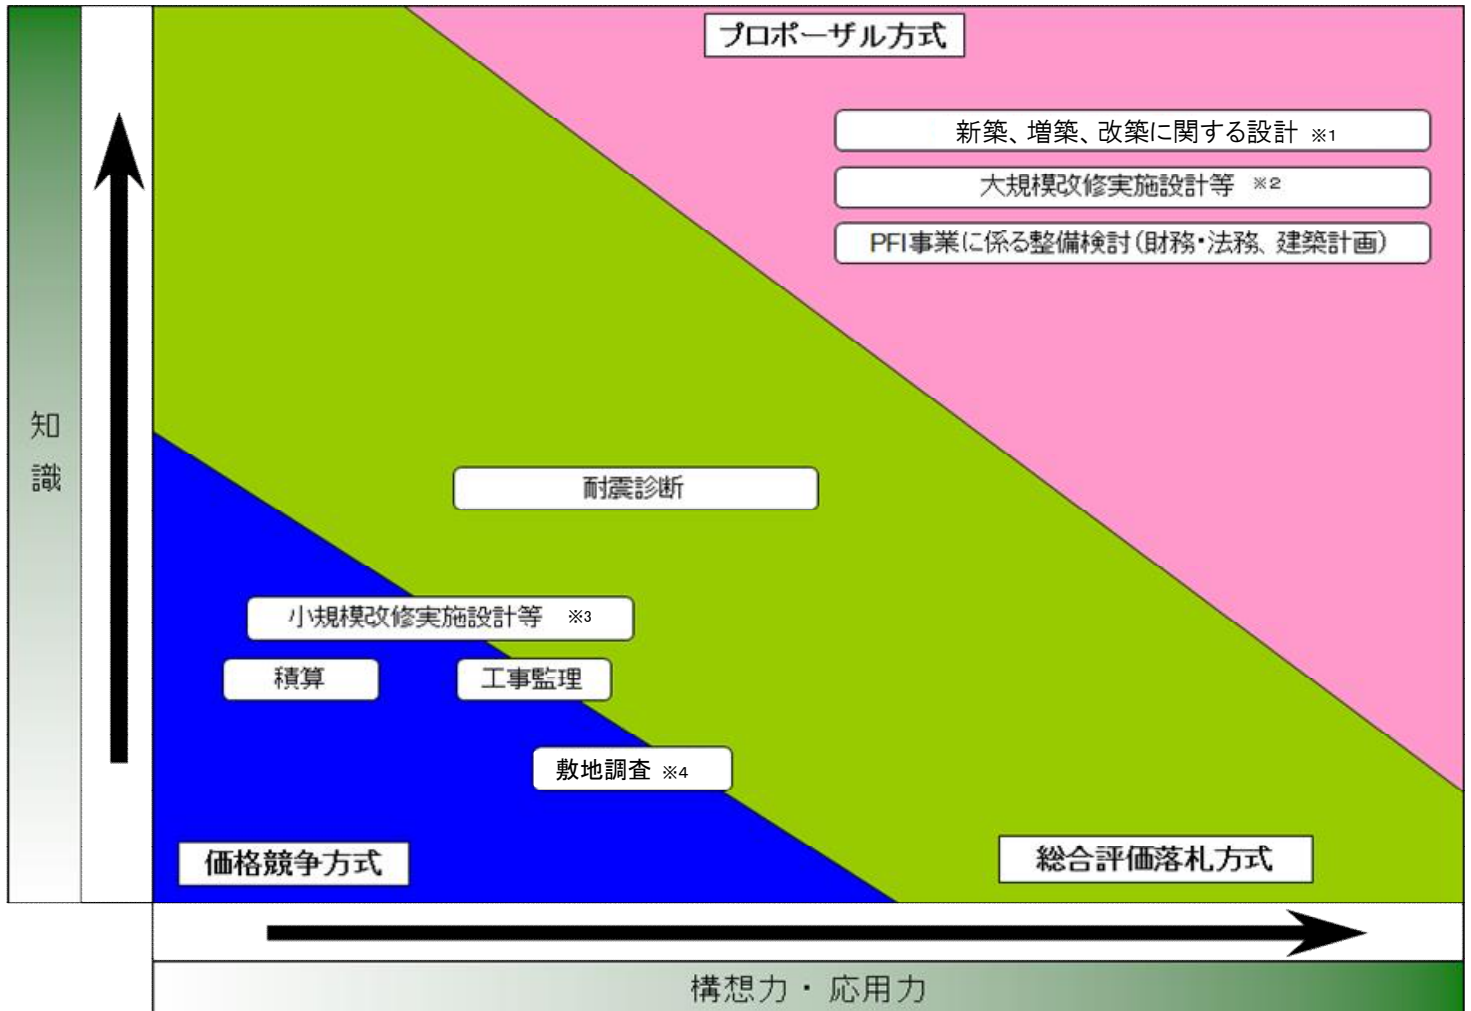 プロポーザル方式
新築、増築、改築に関する設計 ※1
大規模改修実施設計等 ※2
PFI事業に係る整備検討(財務・法務、建築計画)
知
識
耐震診断
小規模改修実施設計等 ※3
積算
工事監理
敷地調査 ※4
価格競争方式
総合評価落札方式
構想力・応用力